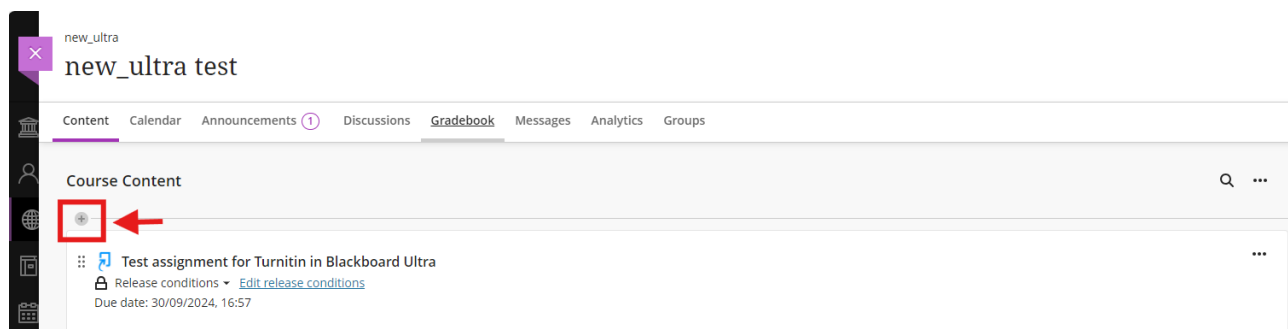 new_ultra
new_ultra test
Content Calendar Announcements 1 Discussions Gradebook Messages Analytics Groups
Course Content
Test assignment for Turnitin in Blackboard Ultra
Release conditions Edit release conditions
Due date: 30/09/2024, 16:57